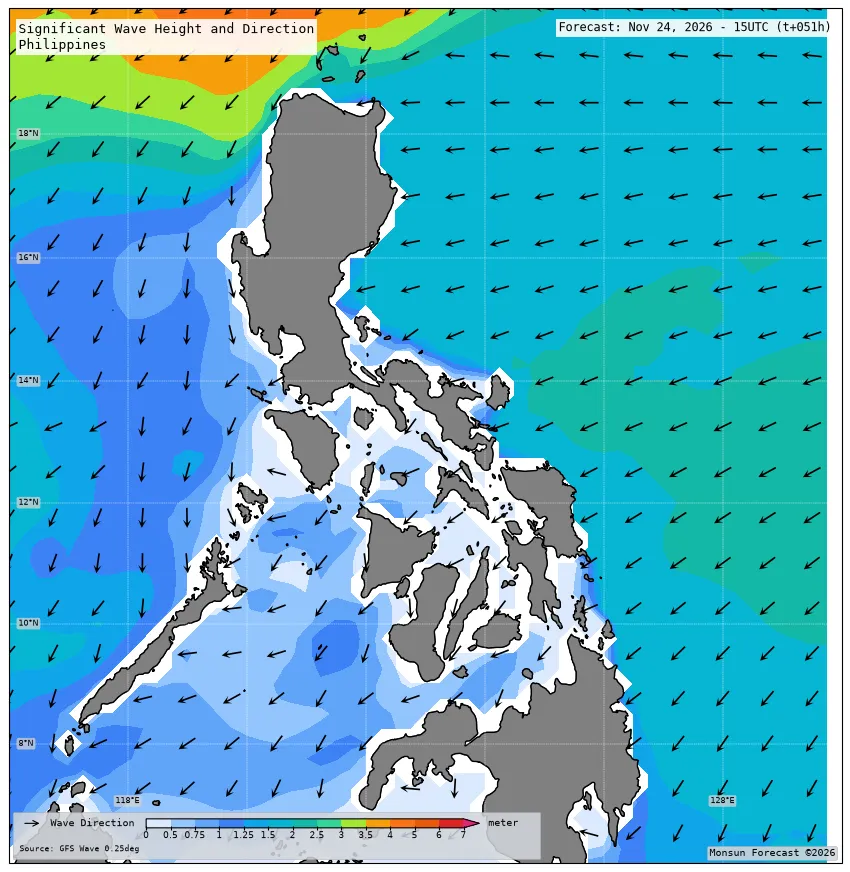 Significant Wave Height and Direction
Philippines
Forecast: Nov 24, 2026 - 15UTC (t+051h)
18°N
16°N
14°N
12°N
10°N
8°N
118°E
128°E
Wave Direction
0 0.5 0.75 1 1.25 1.5 2 2.5 3 3.5 4 5 6 7
meter
Source: GFS Wave 0.25deg
Monsun Forecast ©2026